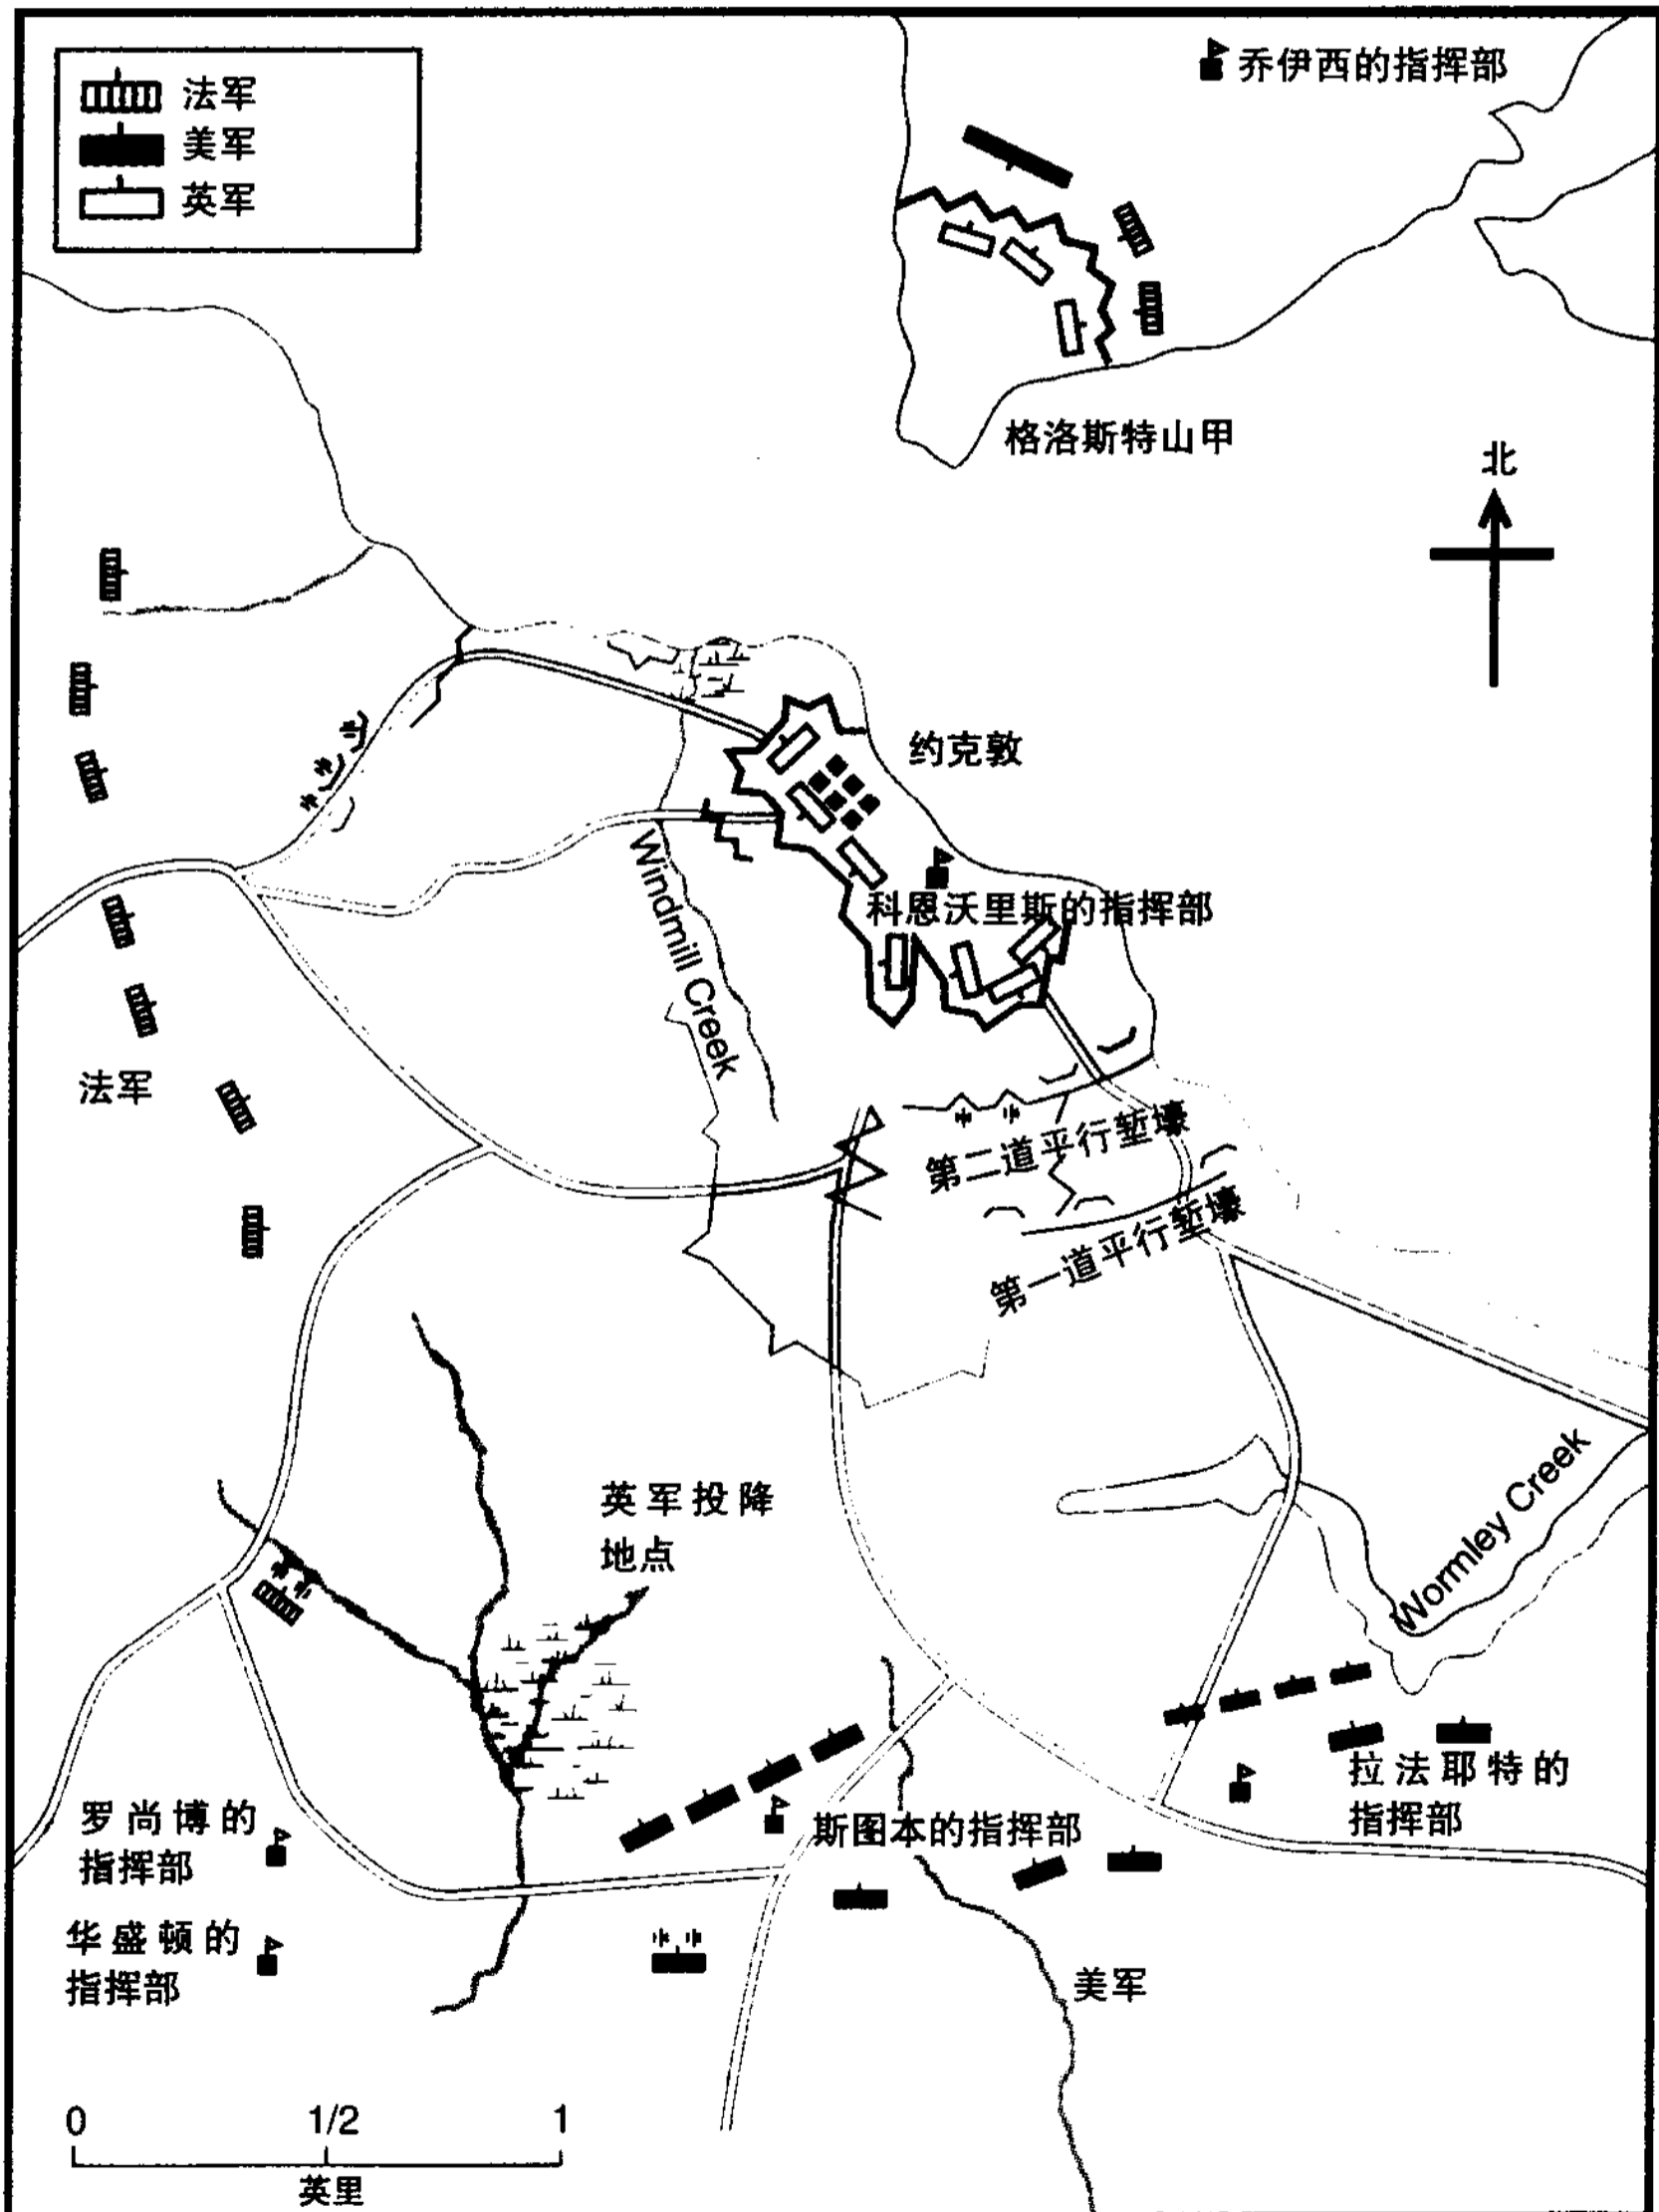 法军
美军
英军
乔伊西的指挥部
格洛斯特山甲
北
约克敦
科恩沃里斯的指挥部
Windmill Creek
法军
第二道平行堑壕
第一道平行堑壕
英军投降
地点
Wormley Creek
拉法耶特的
指挥部
罗尚博的
指挥部
斯图本的指挥部
华盛顿的
指挥部
美军
0 1/2 1
英里